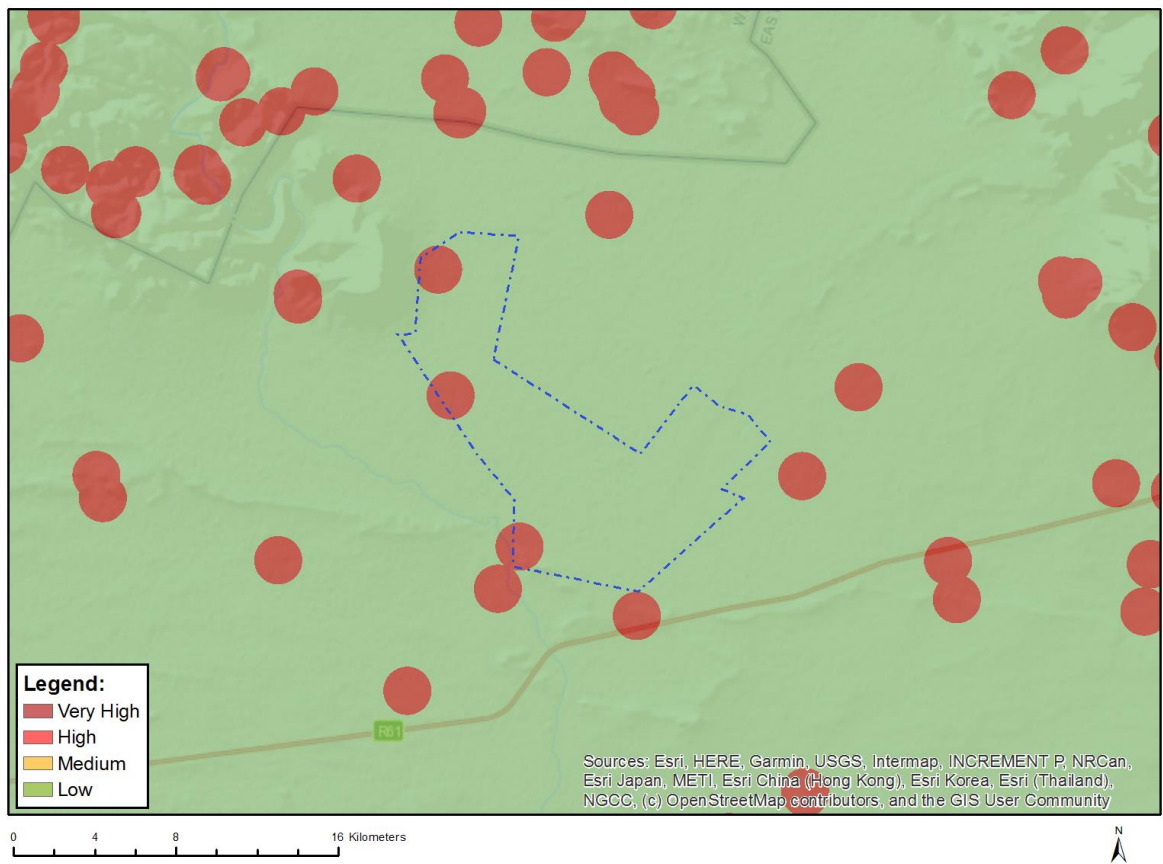 W
EAS
R61
Legend:
Very High
High
Medium
Low
Sources: Esri, HERE, Garmin, USGS, Intermap, INCREMENT P, NRCan,
Esri Japan, METI, Esri China (Hong Kong), Esri Korea, Esri (Thailand),
NGCC, (c) OpenStreetMap contributors, and the GIS User Community
0 4 8 16 Kilometers
N